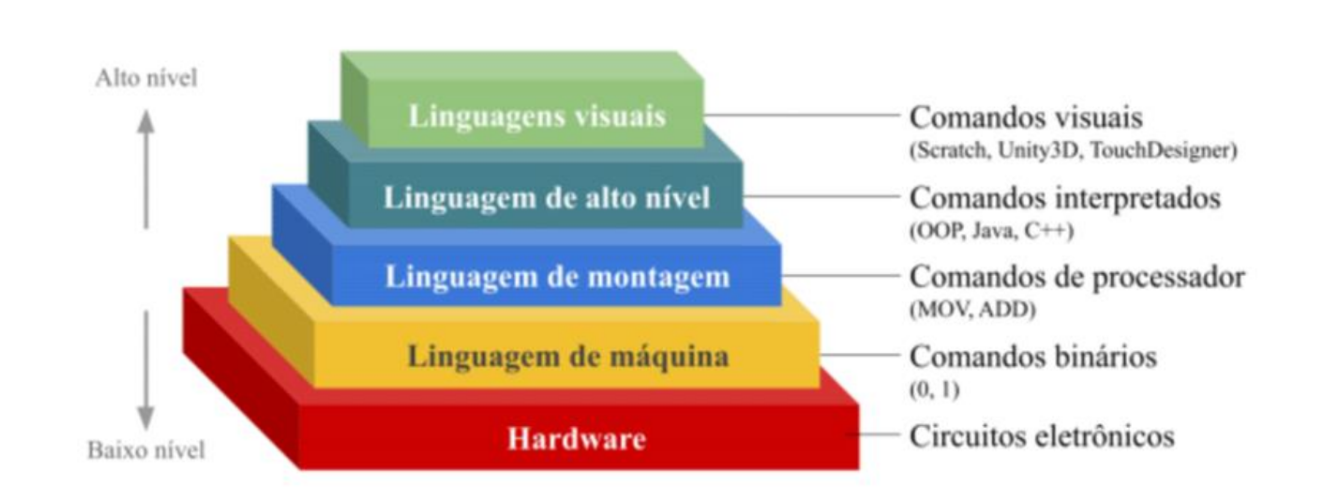 Alto nível
Linguagens visuais
Comandos visuais
(Scratch, Unity3D, TouchDesigner)
Linguagem de alto nível
Comandos interpretados
(OOP, Java, C++)
Linguagem de montagem
Comandos de processador
(MOV, ADD)
Linguagem de máquina
Comandos binários
(0, 1)
Baixo nível
Hardware
Circuitos eletrônicos